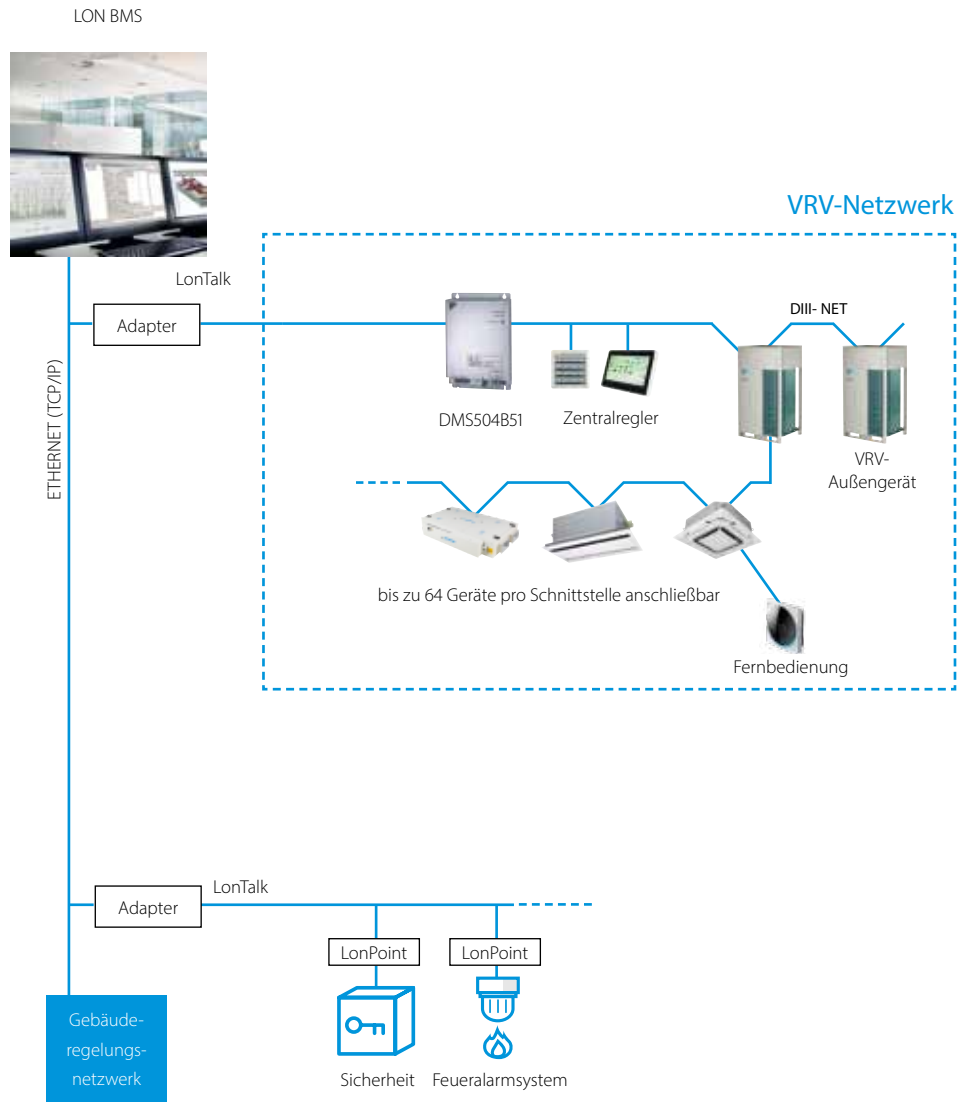 LON BMS
VRV-Netzwerk
LonTalk
Adapter
DIII- NET
ETHERNET (TCP/IP)
DMS504B51
Zentralregler
VRV-
Außengerät
bis zu 64 Geräte pro Schnittstelle anschließbar
Fernbedienung
LonTalk
Adapter
LonPoint
LonPoint
Gebäude-
regelungs-
netzwerk
Sicherheit
Feueralarmsystem